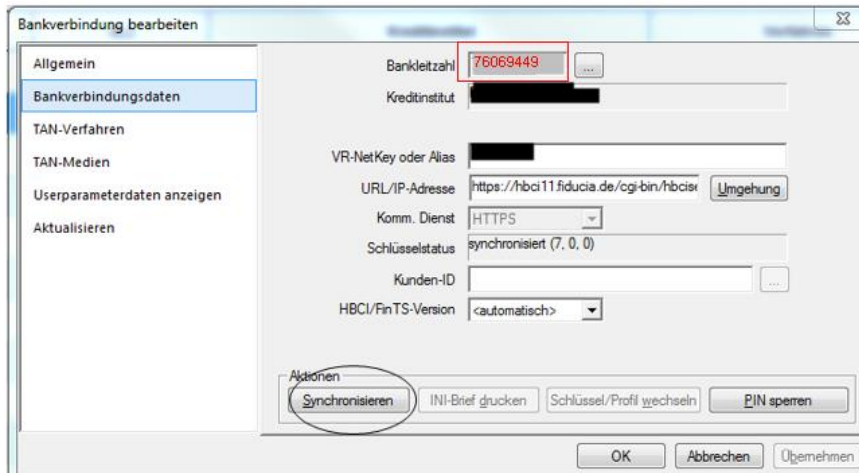 Bankverbindung bearbeiten
Allgemein
Bankverbindungsdaten
TAN-Verfahren
TAN-Medien
Userparameterdaten anzeigen
Aktualisieren
Bankleitzahl 76069449 ...
Kreditinstitut
VR-NetKey oder Alias
URL/IP-Adresse https://hbci11.fiducia.de/cgi-bin/hbcise Umgehung
Komm. Dienst HTTPS
Schlüsselstatus synchronisiert (7, 0, 0)
Kunden-ID ...
HBCI/FinTS-Version <automatisch>
Aktionen
Synchronisieren INI-Brief drucken Schlüssel/Profil wechseln PIN sperren
OK Abbrechen Übernehmen